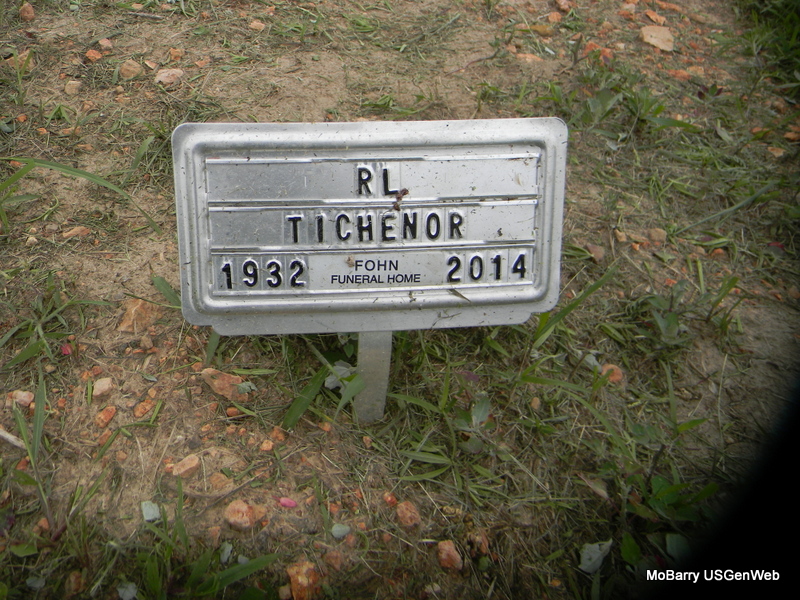 RL
TICHENOR
1932 FOHN 2014
FUNERAL HOME
MoBarry USGenWeb